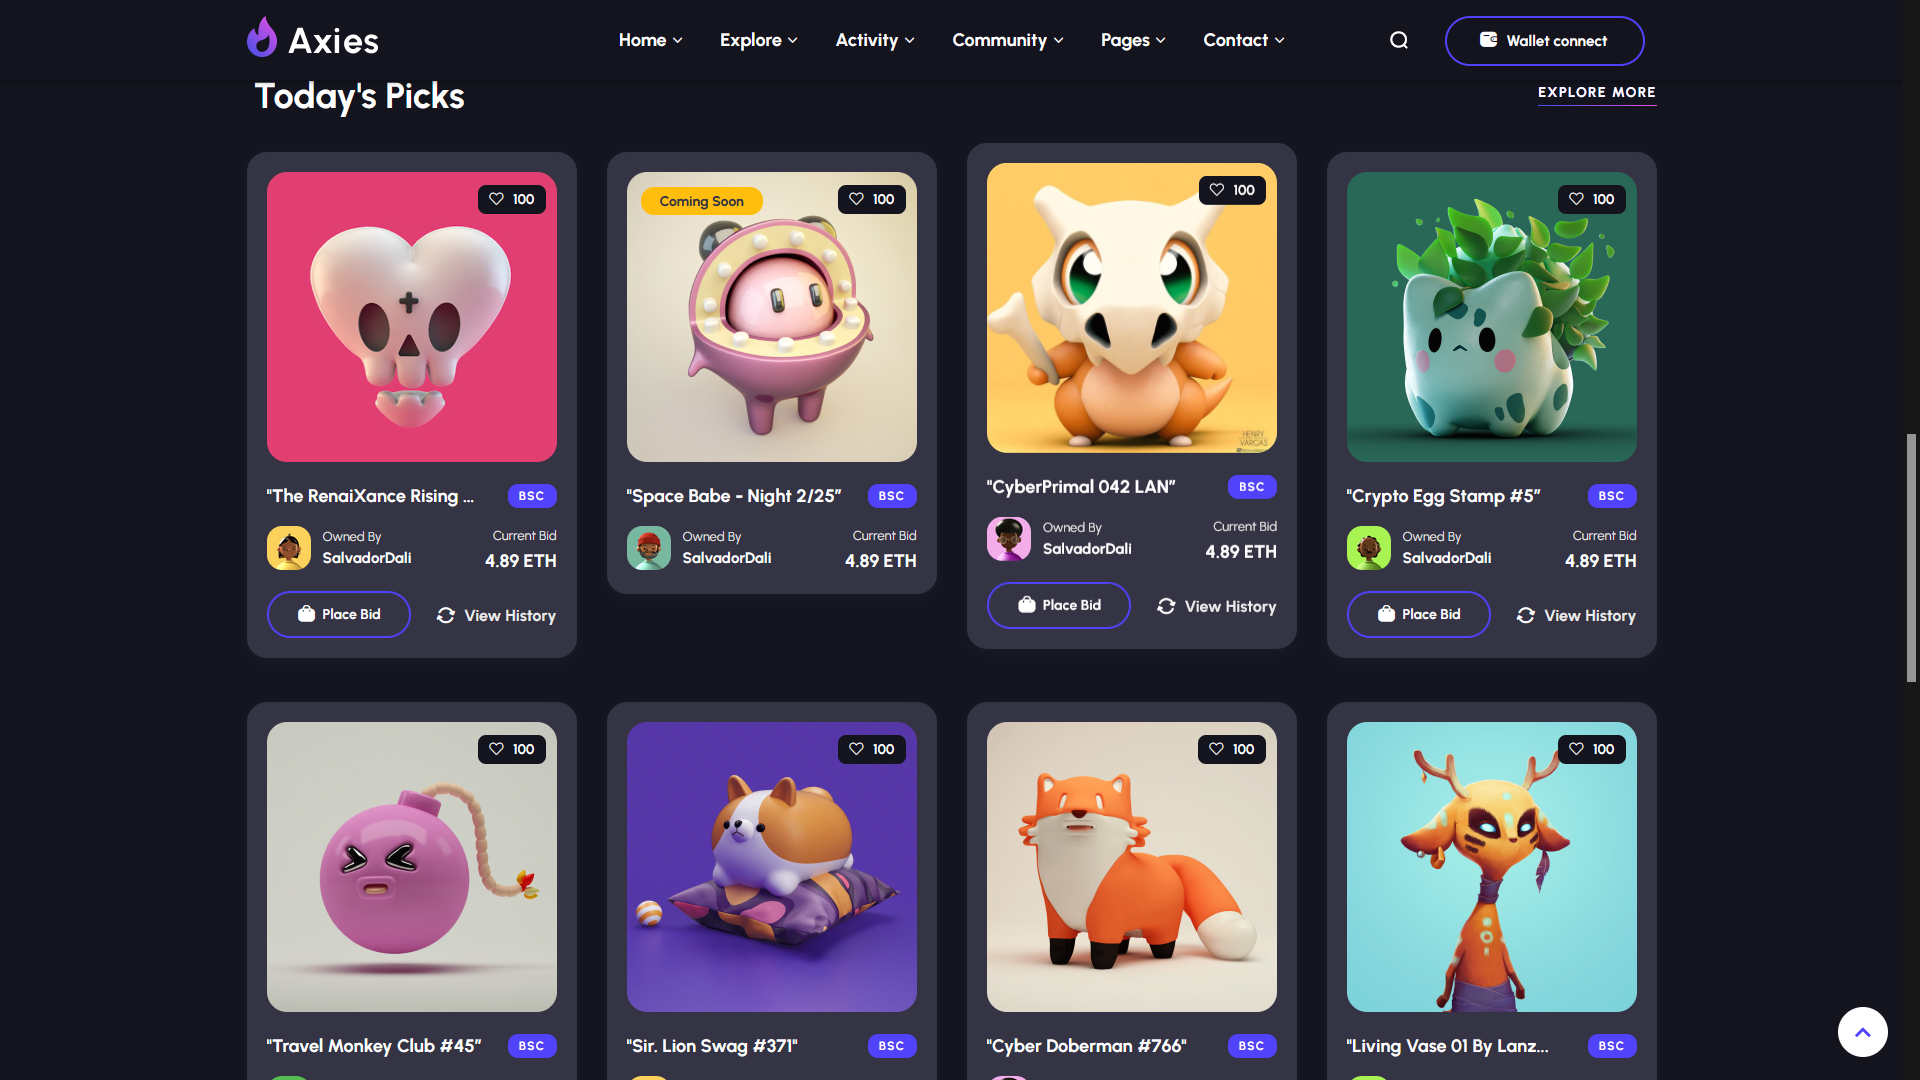 Axies
Home
Explore
Activity
Community
Pages
Contact
Wallet connect
Today's Picks
EXPLORE MORE
100
Coming Soon
100
100
100
HENRY
VARGAS
"The RenaiXance Rising ...
BSC
Owned By
SalvadorDali
Current Bid
4.89 ETH
Place Bid
View History
"Space Babe - Night 2/25”
BSC
Owned By
SalvadorDali
Current Bid
4.89 ETH
"CyberPrimal 042 LAN”
BSC
Owned By
SalvadorDali
Current Bid
4.89 ETH
Place Bid
View History
"Crypto Egg Stamp #5”
BSC
Owned By
SalvadorDali
Current Bid
4.89 ETH
Place Bid
View History
100
100
100
100
"Travel Monkey Club #45”
BSC
"Sir. Lion Swag #371"
BSC
"Cyber Doberman #766"
BSC
"Living Vase 01 By Lanz...
BSC